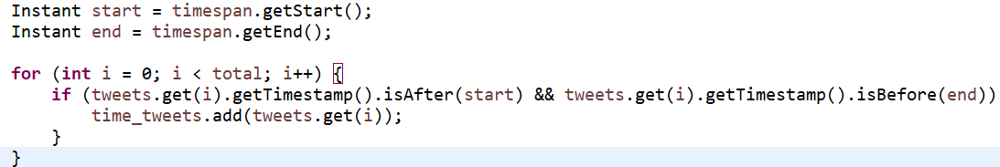 Instant start = timespan.getStart();
Instant end = timespan.getEnd();
for (int i = 0; i < total; i++) {
if (tweets.get(i).getTimestamp().isAfter(start) && tweets.get(i).getTimestamp().isBefore(end))
time_tweets.add(tweets.get(i));
}
}